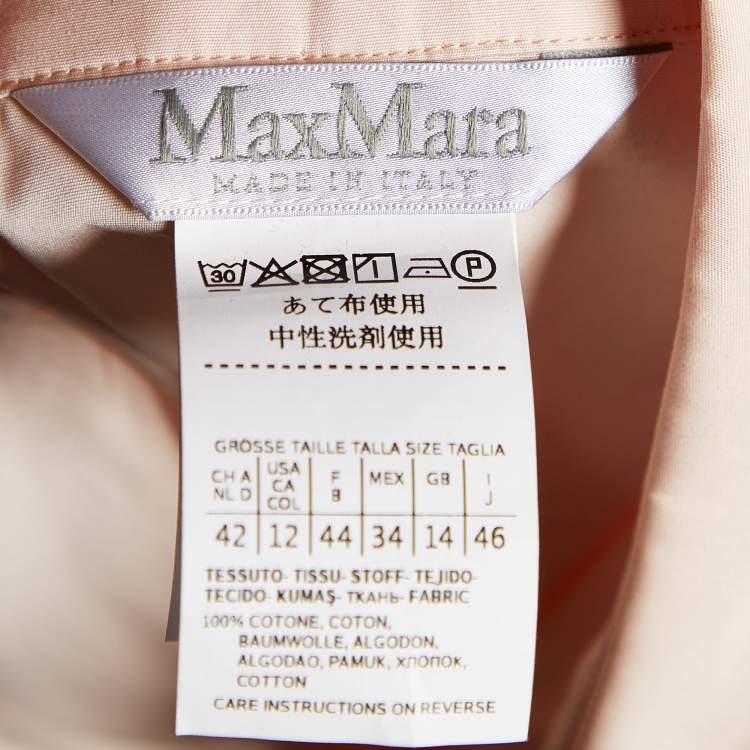 MaxMara
MADE IN ITALY
30 P
あて布使用
中性洗剤使用
GRÖSSE TAILLE TALLA SIZE TAGLIA
CH A NL D USA CA COL F B MEX GB I J
42 12 44 34 14 46
TESSUTO- TISSU- STOFF- TEJIDO-
TECIDO- KUMAŞ- ткань- FABRIC
100% COTONE, COTON,
BAUMWOLLE, ALGODON,
ALGODAO, PAMUK, хлопок,
COTTON
CARE INSTRUCTIONS ON REVERSE